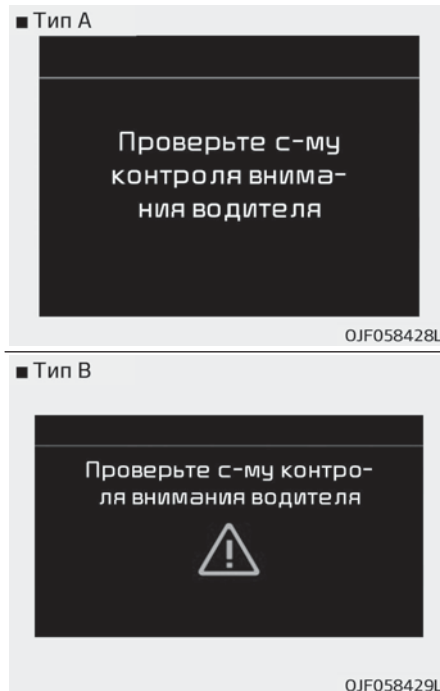 ■ Тип A
Проверьте с-му
контроля внима-
ния водителя
OJF058428L
■ Тип B
Проверьте с-му контро-
ля внимания водителя
OJF058429L